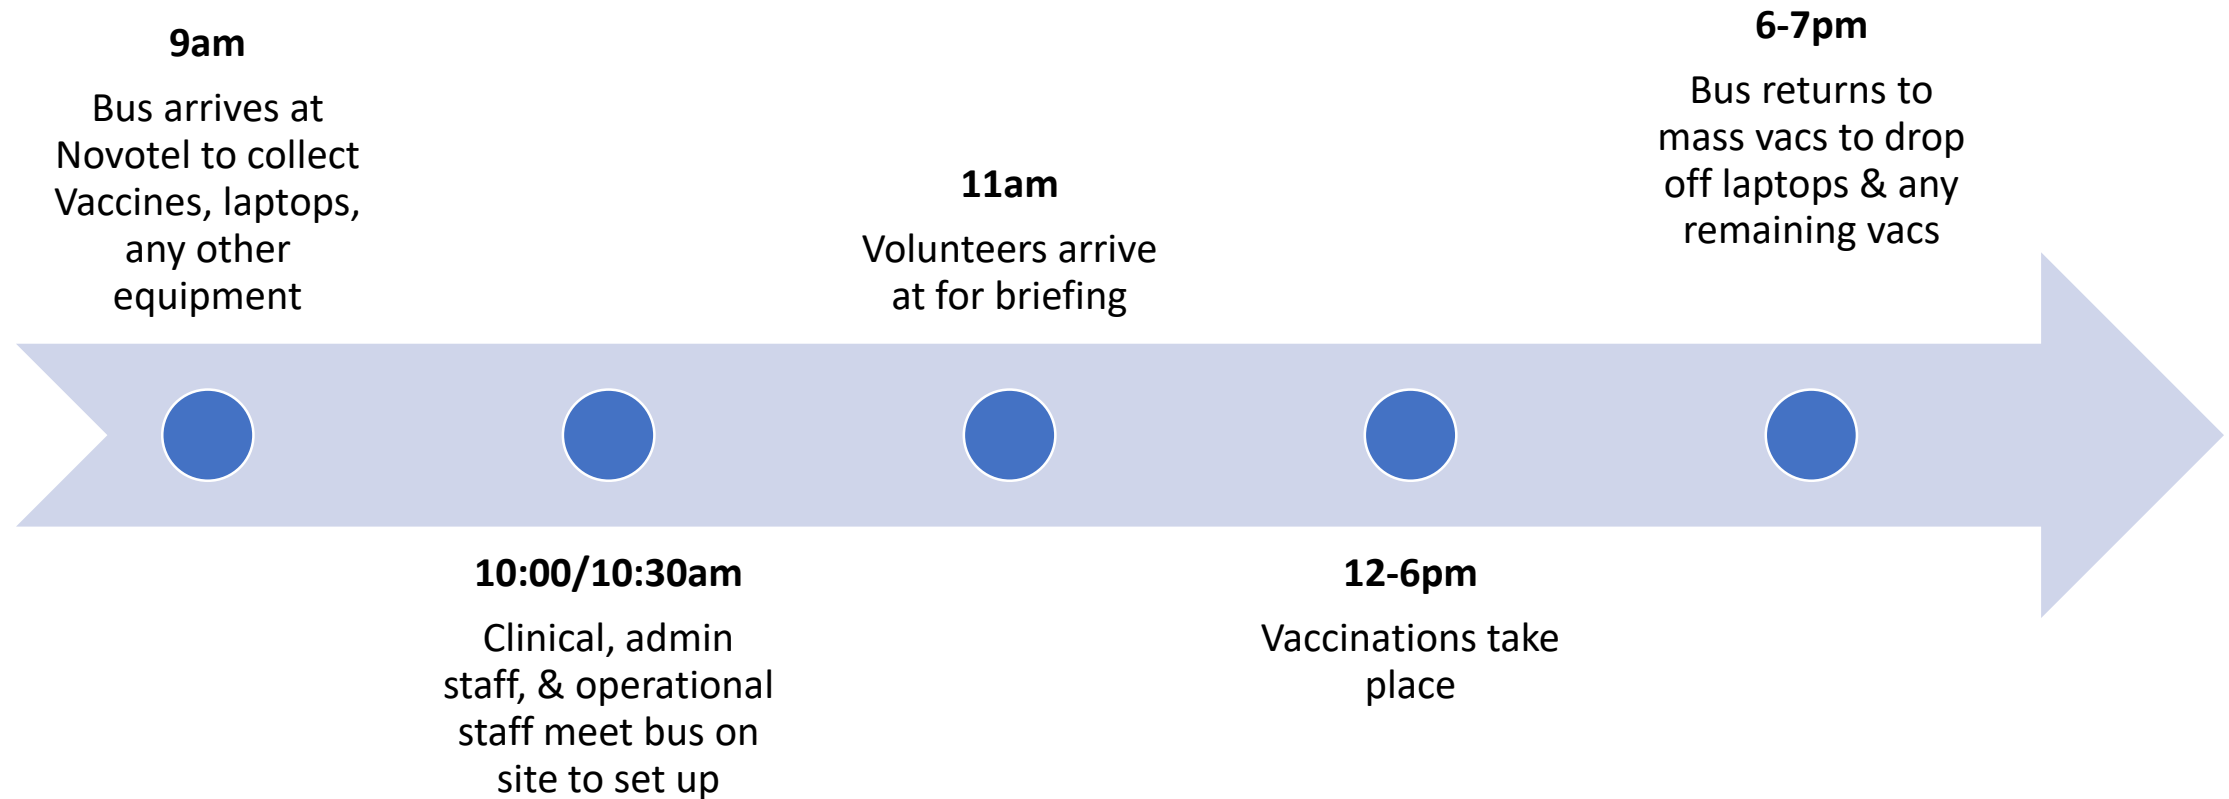 9am
Bus arrives at
Novotel to collect
Vaccines, laptops,
any other
equipment
10:00/10:30am
Clinical, admin
staff, & operational
staff meet bus on
site to set up
11am
Volunteers arrive
at for briefing
12-6pm
Vaccinations take
place
6-7pm
Bus returns to
mass vacs to drop
off laptops & any
remaining vacs